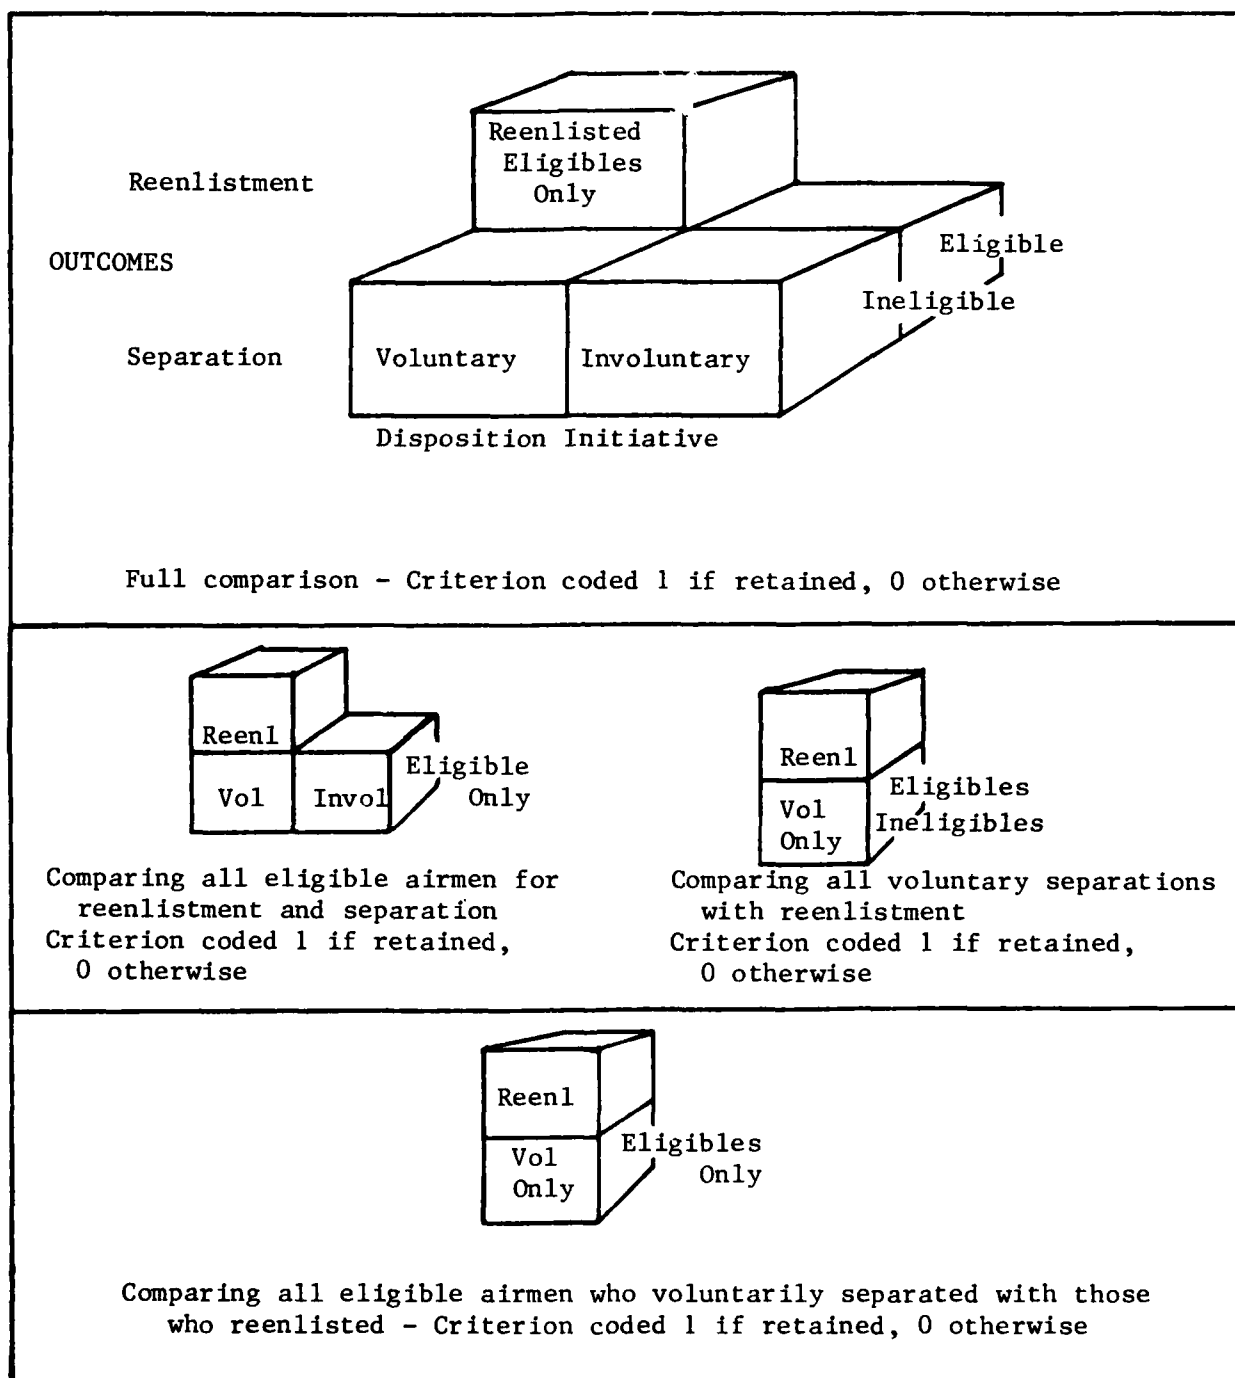 Reenlisted
Eligibles
Only
Reenlistment
Eligible
OUTCOMES
Ineligible
Separation
Voluntary
Involuntary
Disposition Initiative
Full comparison - Criterion coded 1 if retained, 0 otherwise
Reenl
Vol
Invol
Eligible
Only
Comparing all eligible airmen for
reenlistment and separation
Criterion coded 1 if retained,
0 otherwise
Reenl
Vol
Only
Eligibles
Ineligibles
Comparing all voluntary separations
with reenlistment
Criterion coded 1 if retained,
0 otherwise
Reenl
Vol
Only
Eligibles
Only
Comparing all eligible airmen who voluntarily separated with those
who reenlisted - Criterion coded 1 if retained, 0 otherwise